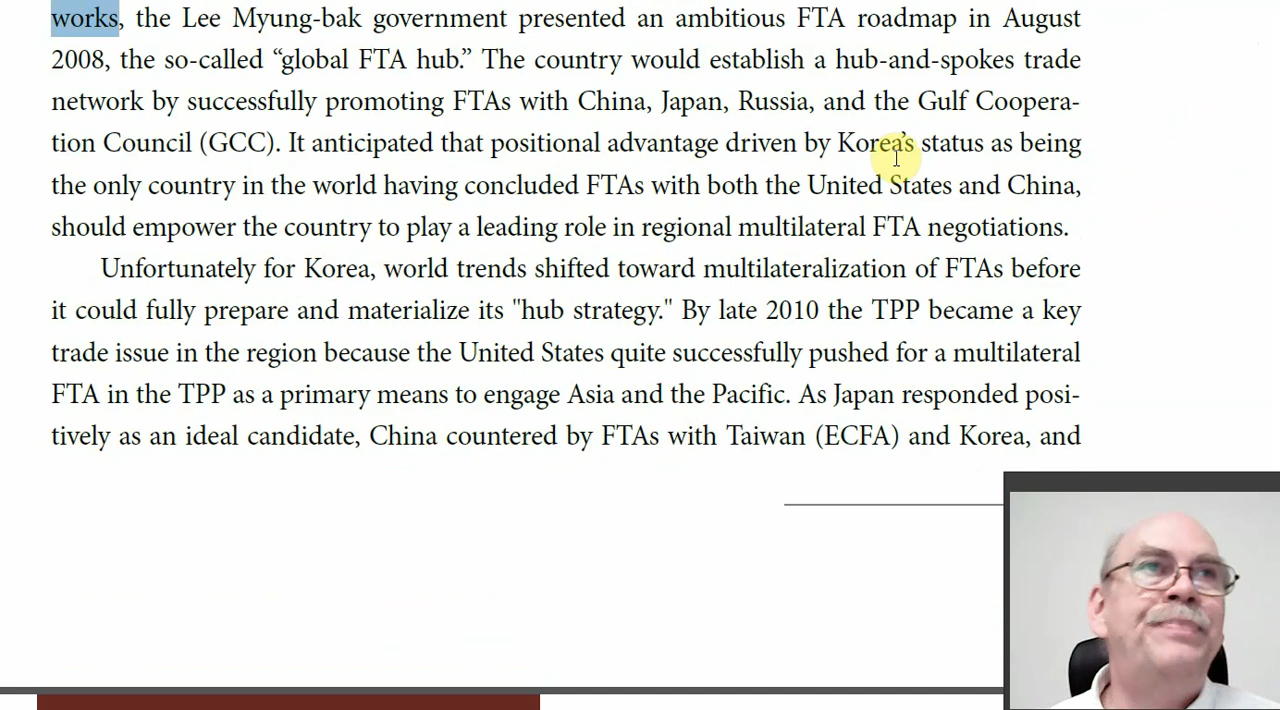 works, the Lee Myung-bak government presented an ambitious FTA roadmap in August
2008, the so-called “global FTA hub.” The country would establish a hub-and-spokes trade
network by successfully promoting FTAs with China, Japan, Russia, and the Gulf Coopera-
tion Council (GCC). It anticipated that positional advantage driven by Korea’s status as being
the only country in the world having concluded FTAs with both the United States and China,
should empower the country to play a leading role in regional multilateral FTA negotiations.
Unfortunately for Korea, world trends shifted toward multilateralization of FTAs before
it could fully prepare and materialize its "hub strategy." By late 2010 the TPP became a key
trade issue in the region because the United States quite successfully pushed for a multilateral
FTA in the TPP as a primary means to engage Asia and the Pacific. As Japan responded posi-
tively as an ideal candidate, China countered by FTAs with Taiwan (ECFA) and Korea, and